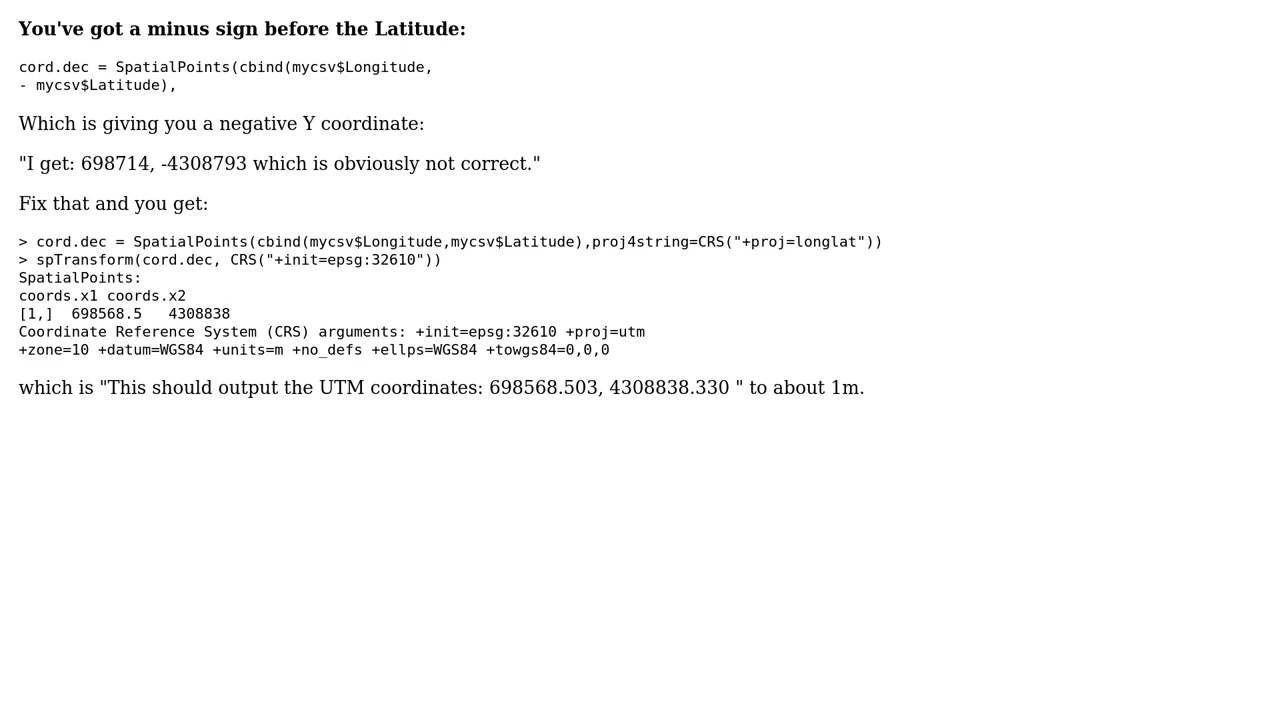 You've got a minus sign before the Latitude:
cord.dec = SpatialPoints(cbind(mycsv$Longitude,
- mycsv$Latitude),
Which is giving you a negative Y coordinate:
"I get: 698714, -4308793 which is obviously not correct."
Fix that and you get:
> cord.dec = SpatialPoints(cbind(mycsv$Longitude,mycsv$Latitude),proj4string=CRS("+proj=longlat"))
> spTransform(cord.dec, CRS("+init=epsg:32610"))
SpatialPoints:
coords.x1 coords.x2
[1,]  698568.5   4308838
Coordinate Reference System (CRS) arguments: +init=epsg:32610 +proj=utm
+zone=10 +datum=WGS84 +units=m +no_defs +ellps=WGS84 +towgs84=0,0,0
which is "This should output the UTM coordinates: 698568.503, 4308838.330 " to about 1m.